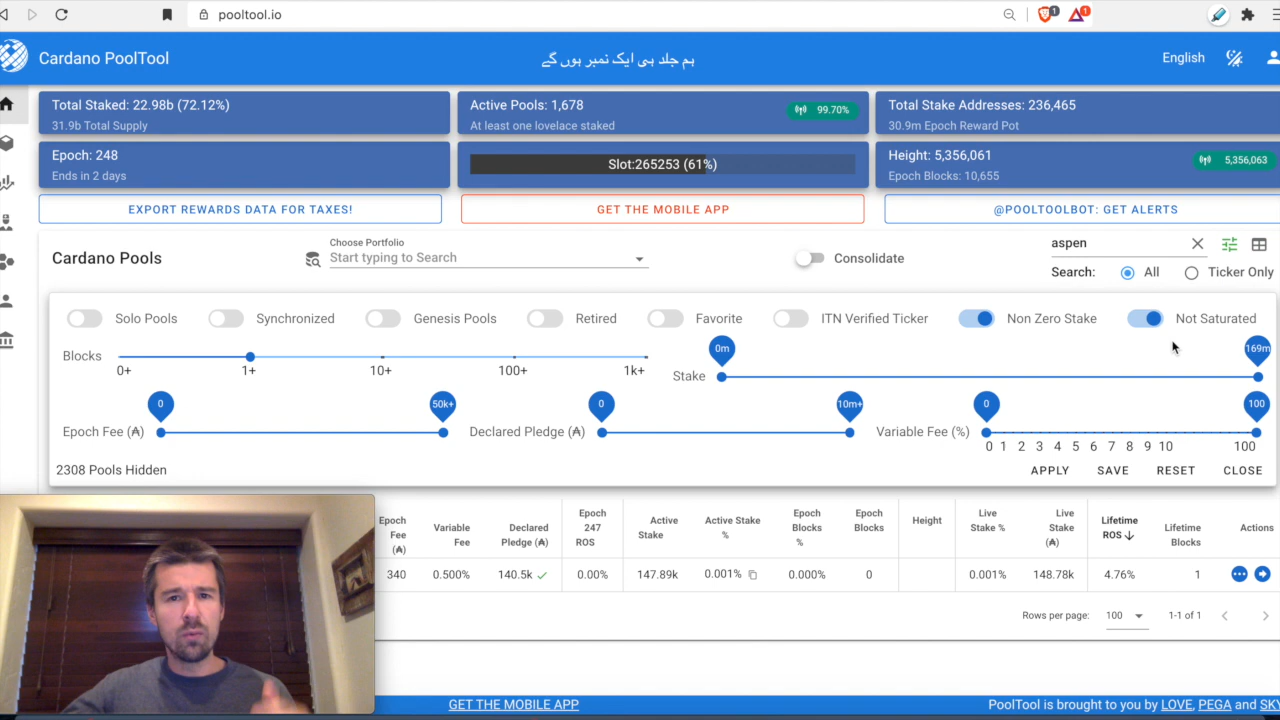 pooltool.io
1
1
Cardano PoolTool
ہم جلد ہی ایک نمبر ہوں گے
English
Total Staked: 22.98b (72.12%)
31.9b Total Supply
Active Pools: 1,678
At least one lovelace staked
99.70%
Total Stake Addresses: 236,465
30.9m Epoch Reward Pot
Epoch: 248
Ends in 2 days
Slot:265253 (61%)
Height: 5,356,061
Epoch Blocks: 10,655
5,356,063
EXPORT REWARDS DATA FOR TAXES!
GET THE MOBILE APP
@POOLTOOLBOT: GET ALERTS
Cardano Pools
Choose Portfolio
Start typing to Search
Consolidate
aspen
Search: All Ticker Only
Solo Pools Synchronized Genesis Pools Retired Favorite ITN Verified Ticker Non Zero Stake Not Saturated
Blocks
0+ 1+ 10+ 100+ 1k+
Stake
0m 169m
Epoch Fee (₳)
0 50k+
Declared Pledge (₳)
0 10m+
Variable Fee (%)
0 100
0 1 2 3 4 5 6 7 8 9 10 100
2308 Pools Hidden
APPLY SAVE RESET CLOSE
Epoch Fee (₳)
Variable Fee
Declared Pledge (₳)
Epoch 247 ROS
Active Stake
Active Stake %
Epoch Blocks %
Epoch Blocks
Height
Live Stake %
Live Stake (₳)
Lifetime ROS
Lifetime Blocks
Actions
340 0.500% 140.5k 0.00% 147.89k 0.001% 0.000% 0 0.001% 148.78k 4.76% 1
Rows per page: 100 1-1 of 1
GET THE MOBILE APP
PoolTool is brought to you by LOVE, PEGA and SK